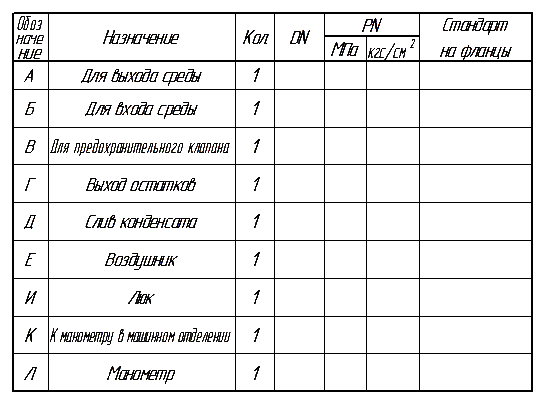 Обоз
наче
ние
Назначение
Кол
DN
PN
МПа
кгс/см 2
Стандарт
на фланцы
А Для выхода среды 1
Б Для входа среды 1
В Для предохранительного клапана 1
Г Выход остатков 1
Д Слив конденсата 1
Е Воздушник 1
И Люк 1
К К манометру в машинном отделении 1
Л Манометр 1